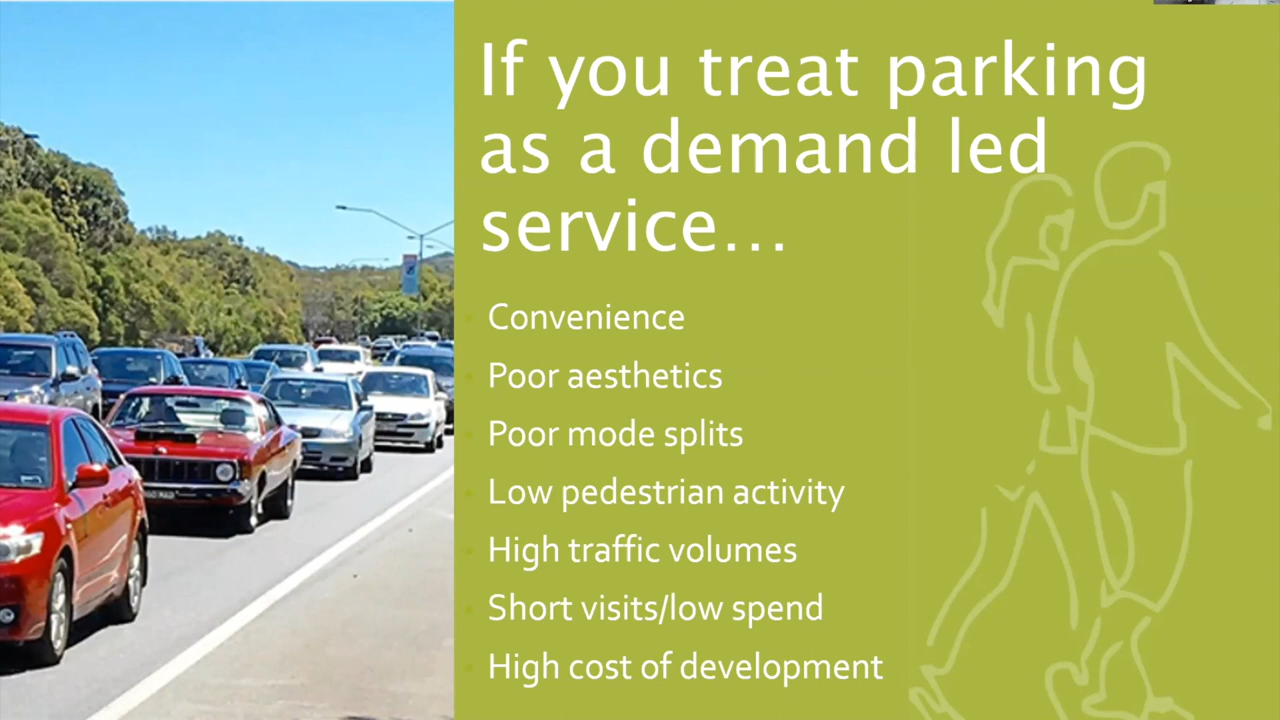 If you treat parking
as a demand led
service...
Convenience
Poor aesthetics
Poor mode splits
Low pedestrian activity
High traffic volumes
Short visits/low spend
High cost of development